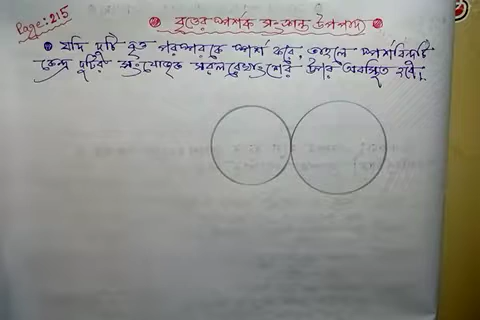 Page: 215
বৃত্তের স্পর্শক সংক্রান্ত উপপাদ্য
যদি দুটি বৃত্ত পরস্পরকে স্পর্শ করে, তাহলে স্পর্শবিন্দুটি
কেন্দ্র দুটির সংযোজক সরলরেখাংশের উপর অবস্থিত হবে।